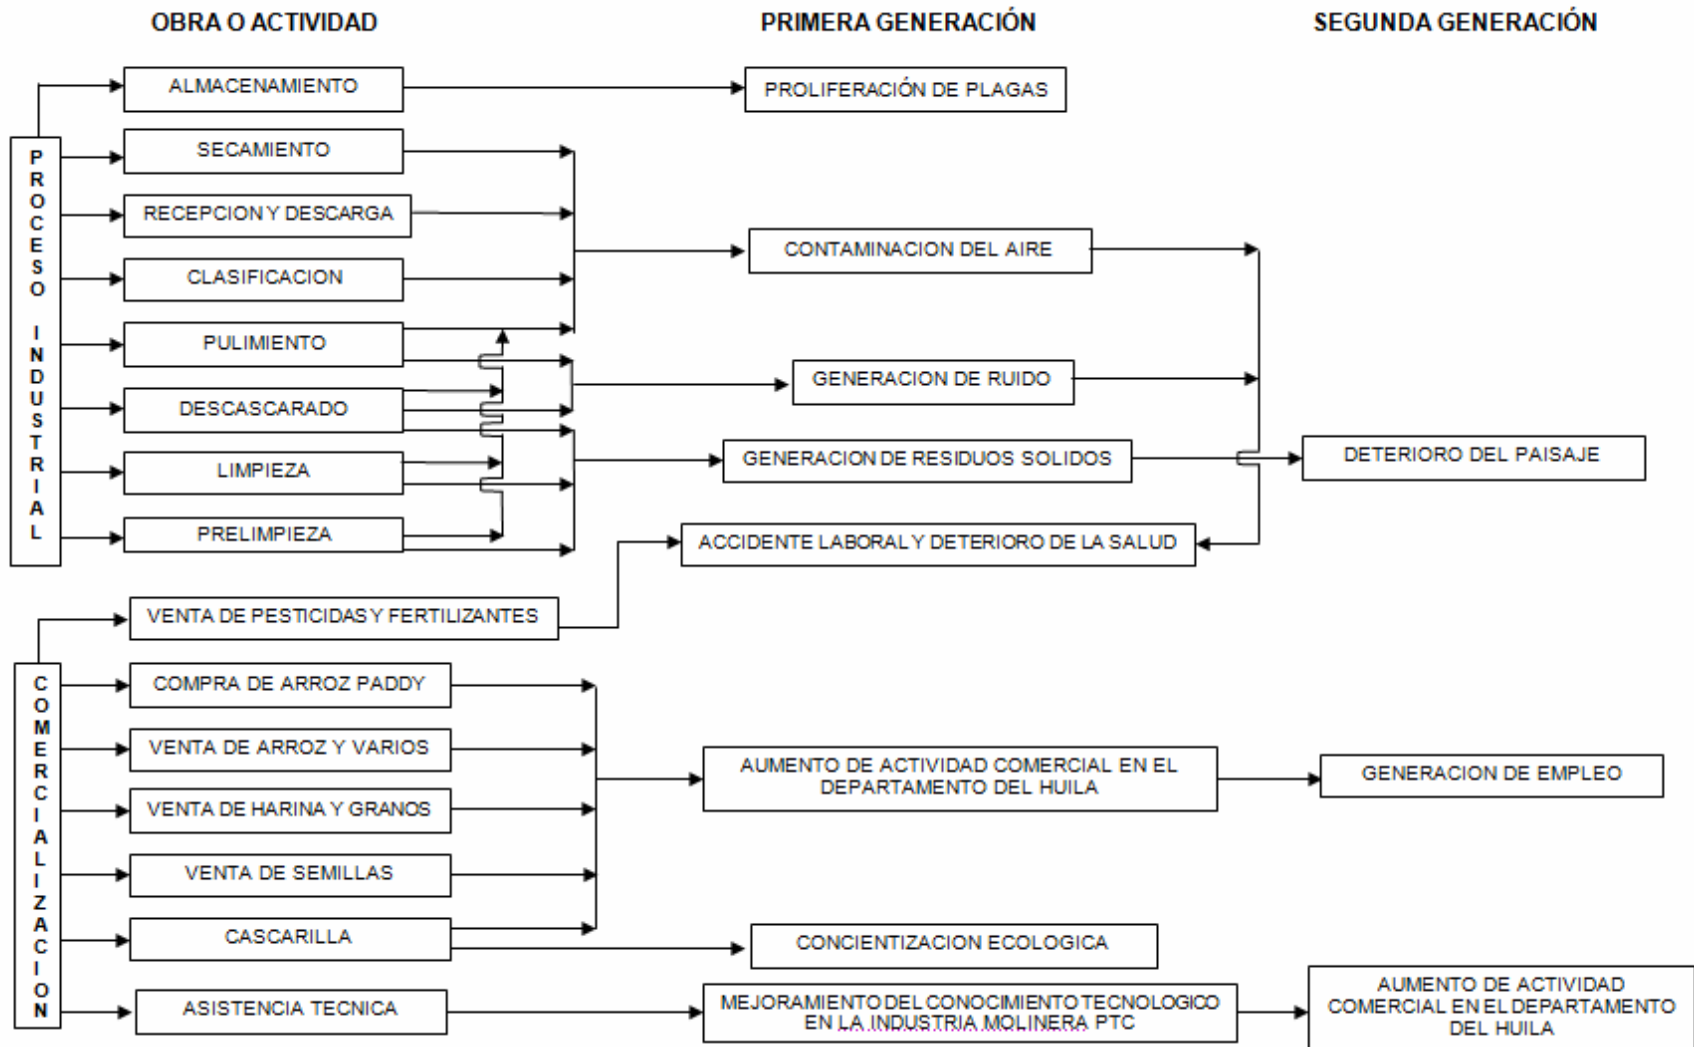 OBRA O ACTIVIDAD
PRIMERA GENERACIÓN
SEGUNDA GENERACIÓN
PROCESO INDUSTRIAL
ALMACENAMIENTO
PROLIFERACIÓN DE PLAGAS
SECAMIENTO
RECEPCION Y DESCARGA
CONTAMINACION DEL AIRE
CLASIFICACION
PULIMIENTO
GENERACION DE RUIDO
DESCASCARADO
GENERACION DE RESIDUOS SOLIDOS
DETERIORO DEL PAISAJE
LIMPIEZA
PRELIMPIEZA
ACCIDENTE LABORAL Y DETERIORO DE LA SALUD
COMERCIALIZACION
VENTA DE PESTICIDAS Y FERTILIZANTES
COMPRA DE ARROZ PADDY
VENTA DE ARROZ Y VARIOS
AUMENTO DE ACTIVIDAD COMERCIAL EN EL
DEPARTAMENTO DEL HUILA
GENERACION DE EMPLEO
VENTA DE HARINA Y GRANOS
VENTA DE SEMILLAS
CASCARILLA
CONCIENTIZACION ECOLOGICA
ASISTENCIA TECNICA
MEJORAMIENTO DEL CONOCIMIENTO TECNOLOGICO
EN LA INDUSTRIA MOLINERA PTC
AUMENTO DE ACTIVIDAD
COMERCIAL EN EL DEPARTAMENTO
DEL HUILA